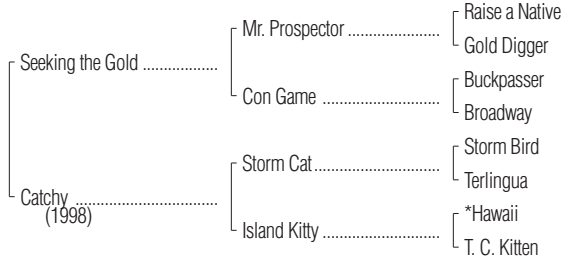 Raise a Native
Mr. Prospector ....................
Gold Digger
Seeking the Gold .................
Buckpasser
Con Game ..........................
Broadway
Storm Bird
Storm Cat............................
Terlingua
Catchy ................................
(1998)
*Hawaii
Island Kitty ..........................
T. C. Kitten